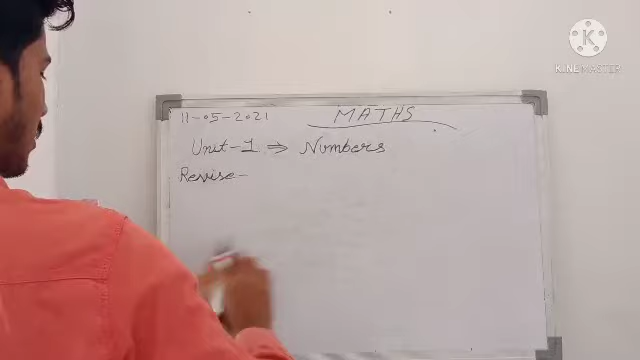 11-05-2021 MATHS
Unit-1 ⇒ Numbers
Revise-
KINEMASTER